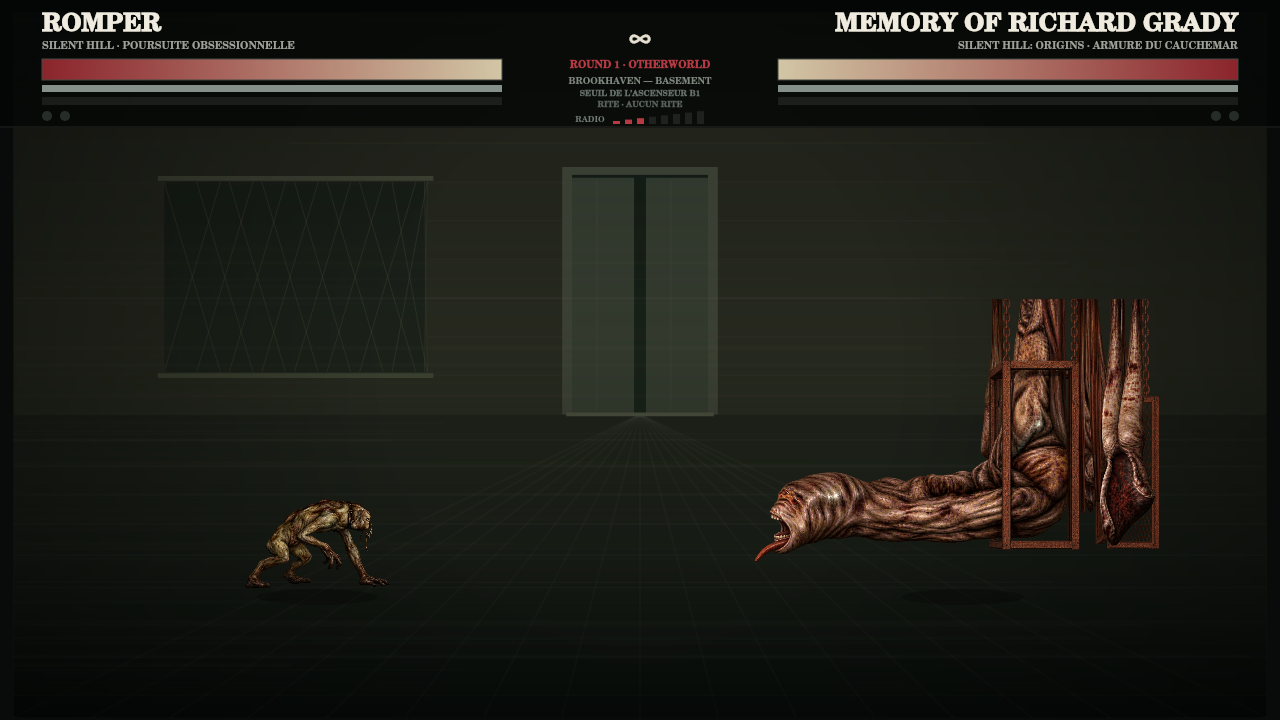 ROMPER
SILENT HILL · POURSUITE OBSESSIONNELLE
∞
ROUND 1 · OTHERWORLD
BROOKHAVEN — BASEMENT
SEUIL DE L'ASCENSEUR B1
RITE · AUCUN RITE
RADIO
MEMORY OF RICHARD GRADY
SILENT HILL: ORIGINS · ARMURE DU CAUCHEMAR